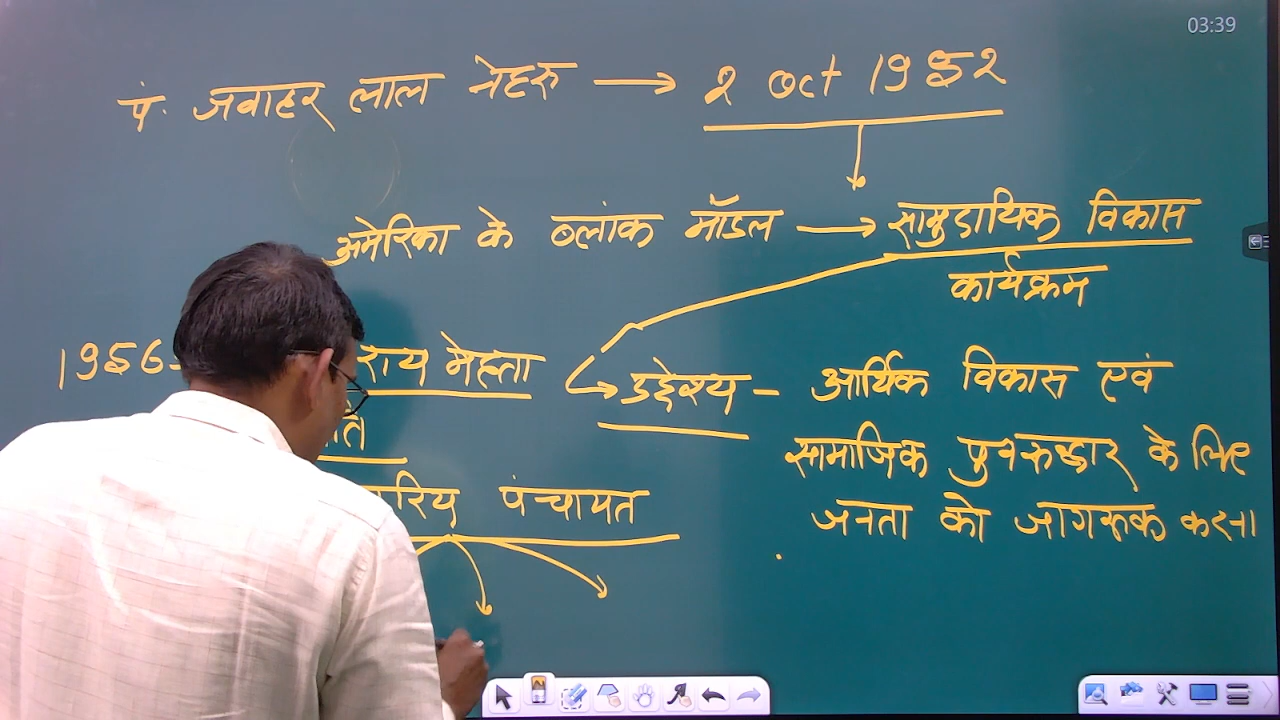 03:39
पं. जवाहर लाल नेहरु → 2 Oct 1952
अमेरिका के ब्लांक मॉडल → सामुदायिक विकास
कार्यक्रम
1956- राय मेहता
उद्देश्य - आर्थिक विकास एवं
सामाजिक पुनरुद्धार के लिए
जनता को जागरूक करना
पंचायत